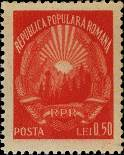 REPUBLICA POPULARA ROMANA
RPR
POSTA LEI 0,50